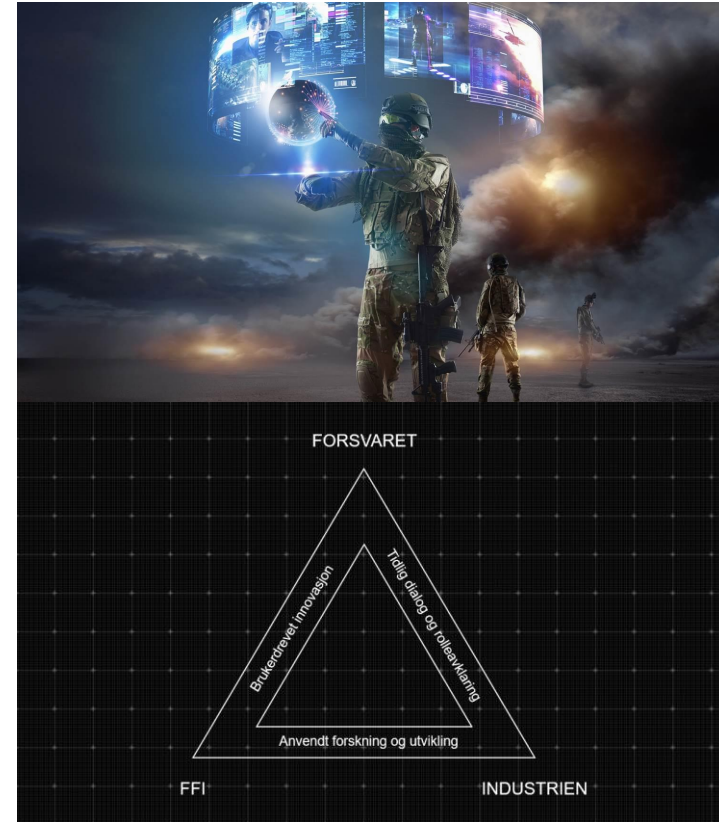 FORSVARET
Brukerdrevet innovasjon
Tidlig dialog og rolleavklaring
Anvendt forskning og utvikling
FFI
INDUSTRIEN